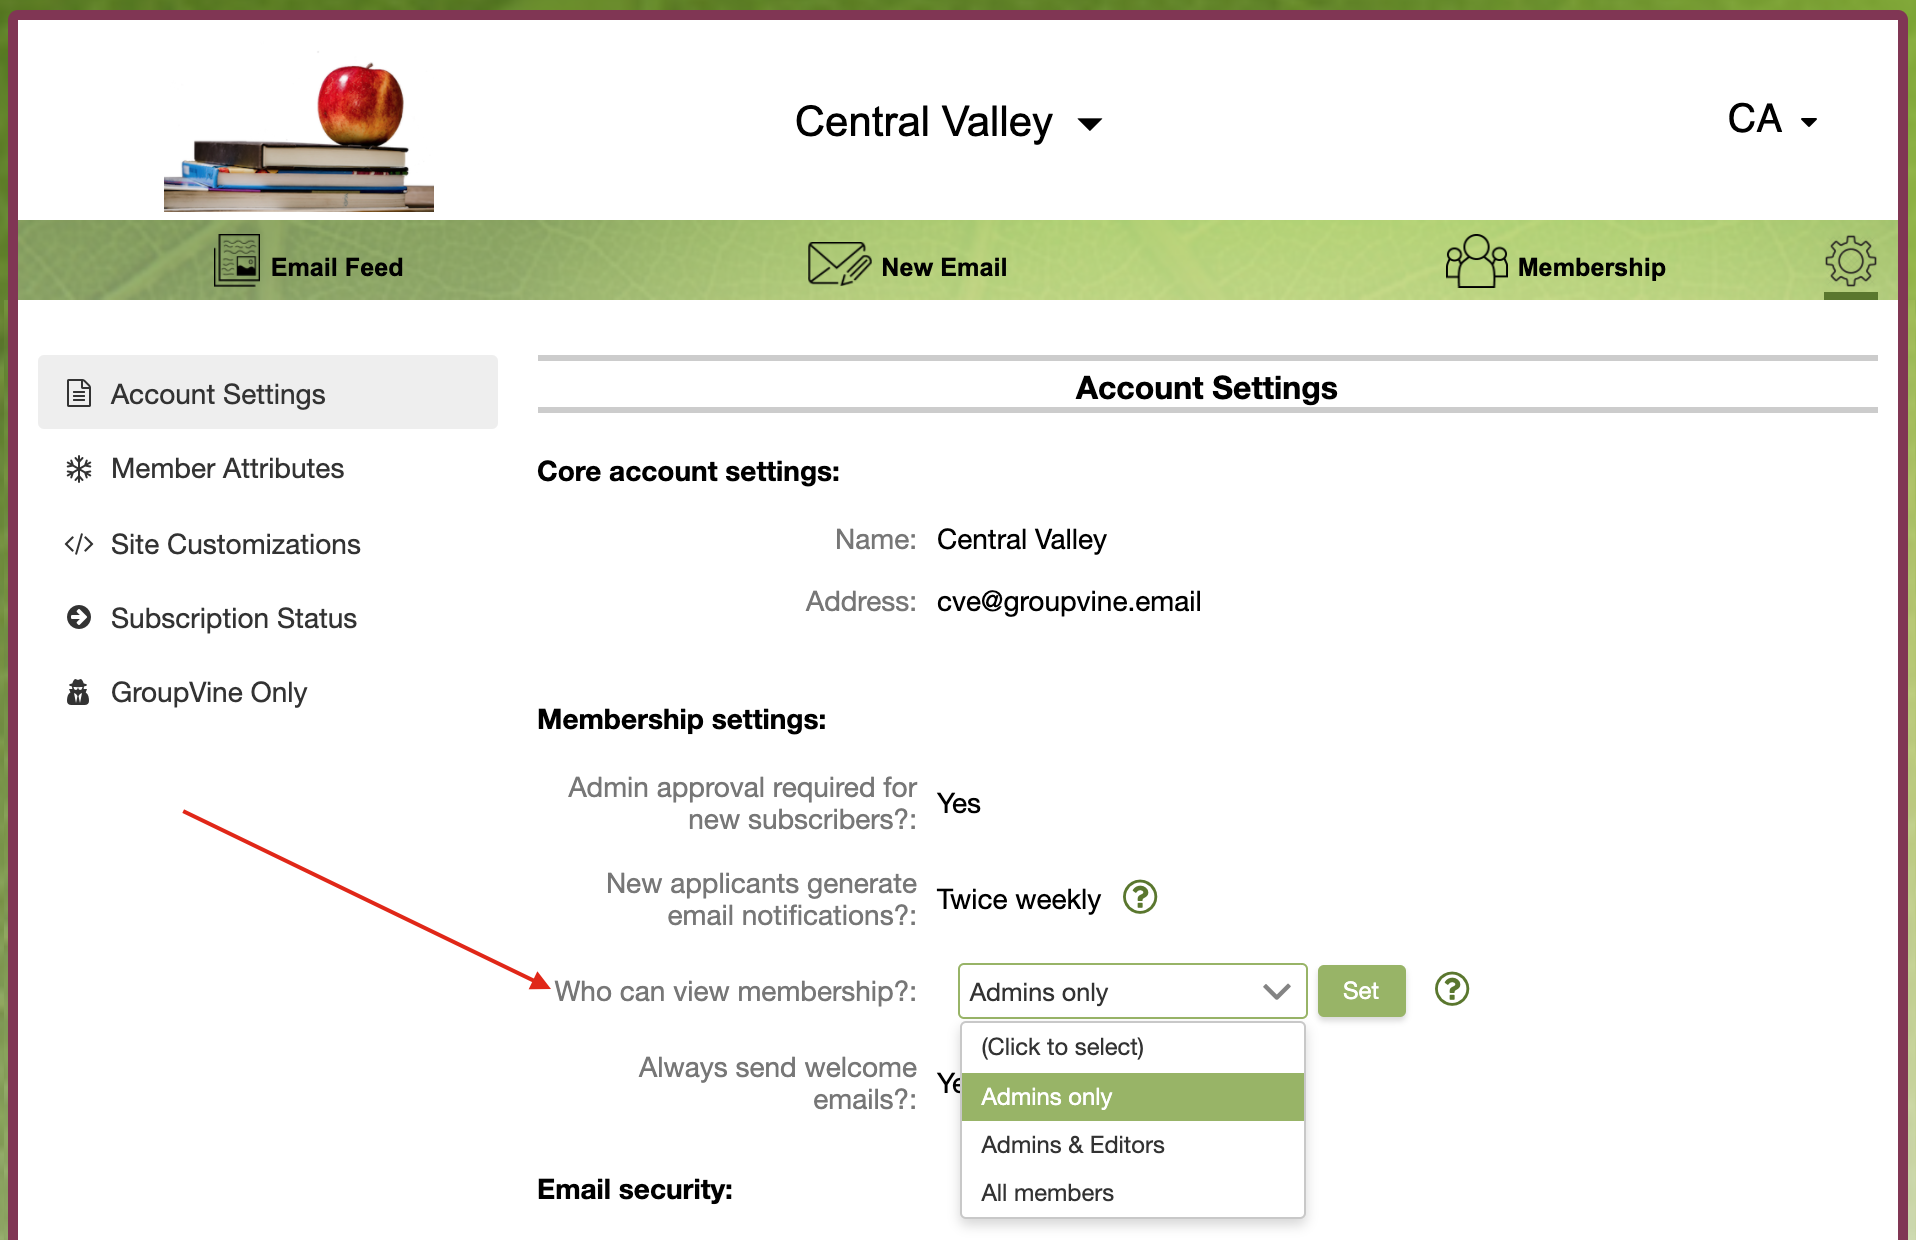 Central Valley
CA
Email Feed
New Email
Membership
Account Settings
Member Attributes
Site Customizations
Subscription Status
GroupVine Only
Account Settings
Core account settings:
Name: Central Valley
Address: cve@groupvine.email
Membership settings:
Admin approval required for
new subscribers?: Yes
New applicants generate
email notifications?: Twice weekly ?
Who can view membership?: Admins only Set ?
(Click to select)
Admins only
Admins & Editors
All members
Always send welcome
emails?:
Email security: